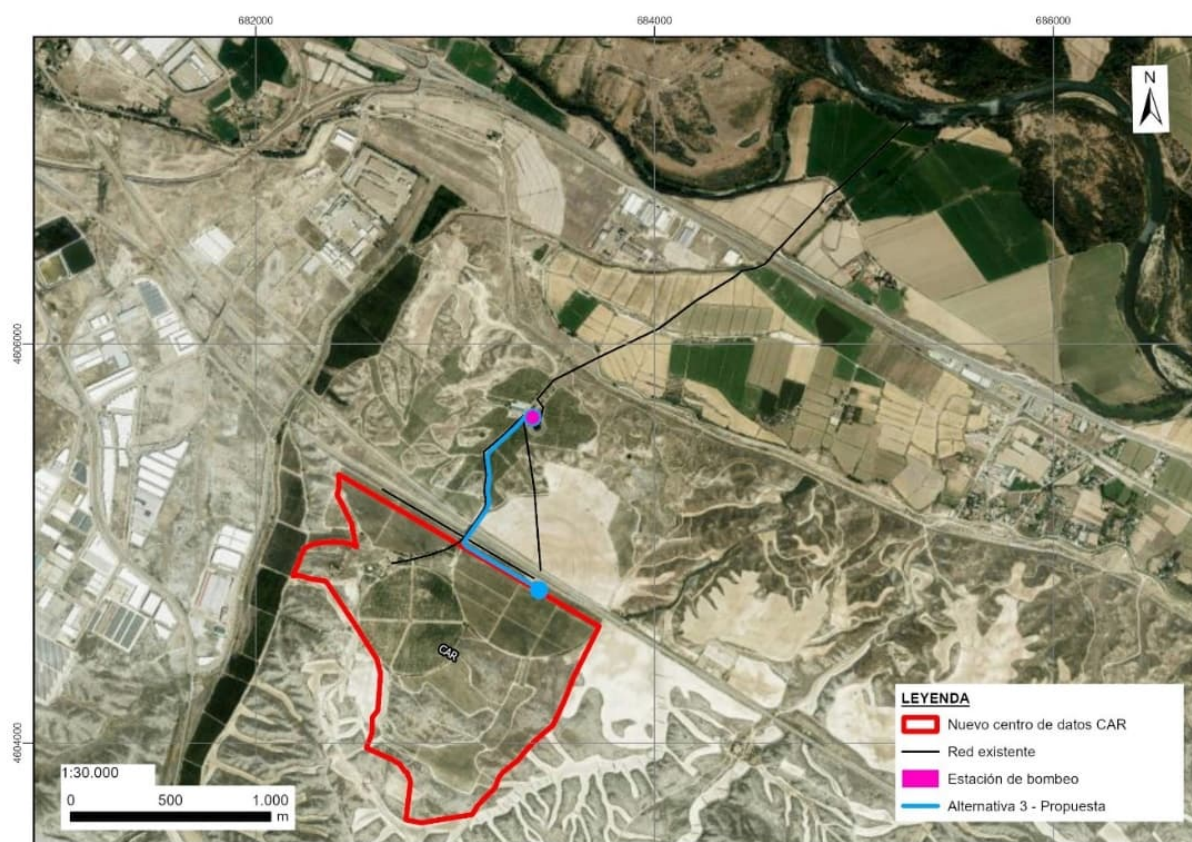 682000
684000
686000
N
4606000
CAR
4604000
LEYENDA
Nuevo centro de datos CAR
Red existente
Estación de bombeo
Alternativa 3 - Propuesta
1:30.000
0 500 1.000
m